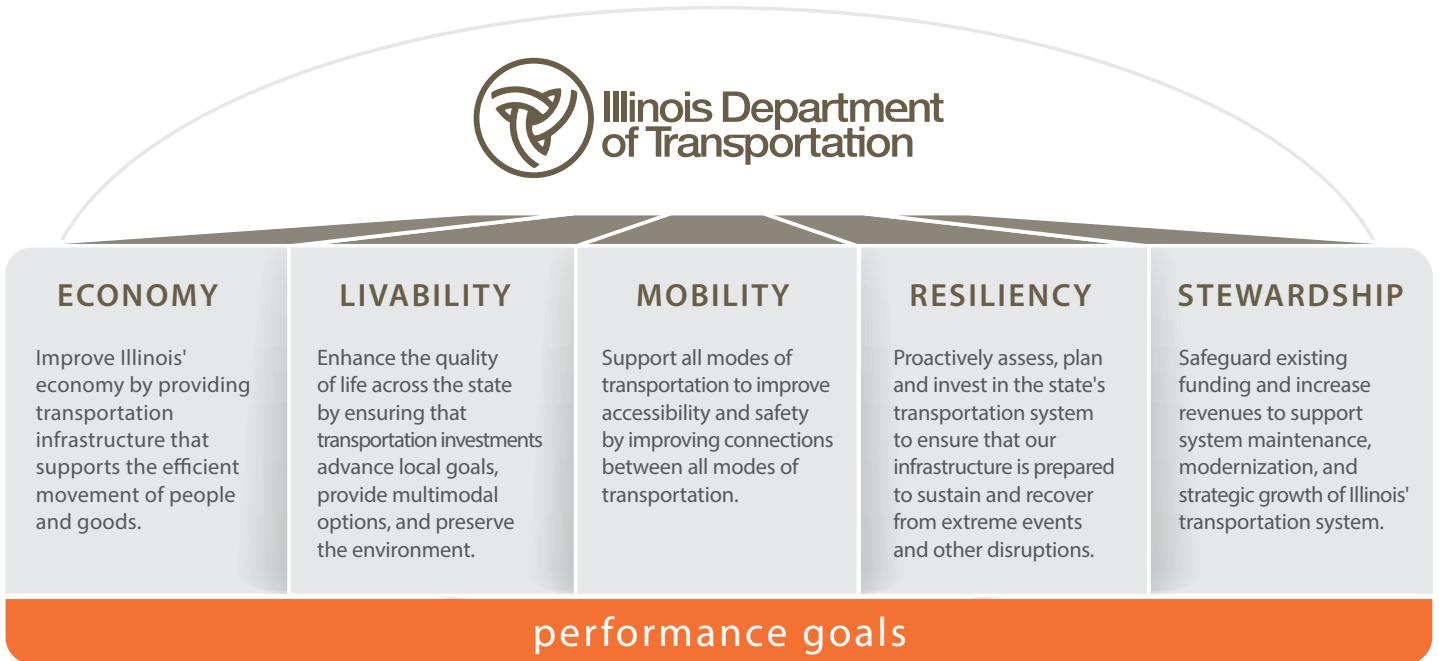 Illinois Department
of Transportation
ECONOMY
Improve Illinois'
economy by providing
transportation
infrastructure that
supports the efficient
movement of people
and goods.
LIVABILITY
Enhance the quality
of life across the state
by ensuring that
transportation investments
advance local goals,
provide multimodal
options, and preserve
the environment.
MOBILITY
Support all modes of
transportation to improve
accessibility and safety
by improving connections
between all modes of
transportation.
RESILIENCY
Proactively assess, plan
and invest in the state's
transportation system
to ensure that our
infrastructure is prepared
to sustain and recover
from extreme events
and other disruptions.
STEWARDSHIP
Safeguard existing
funding and increase
revenues to support
system maintenance,
modernization, and
strategic growth of Illinois'
transportation system.
performance goals